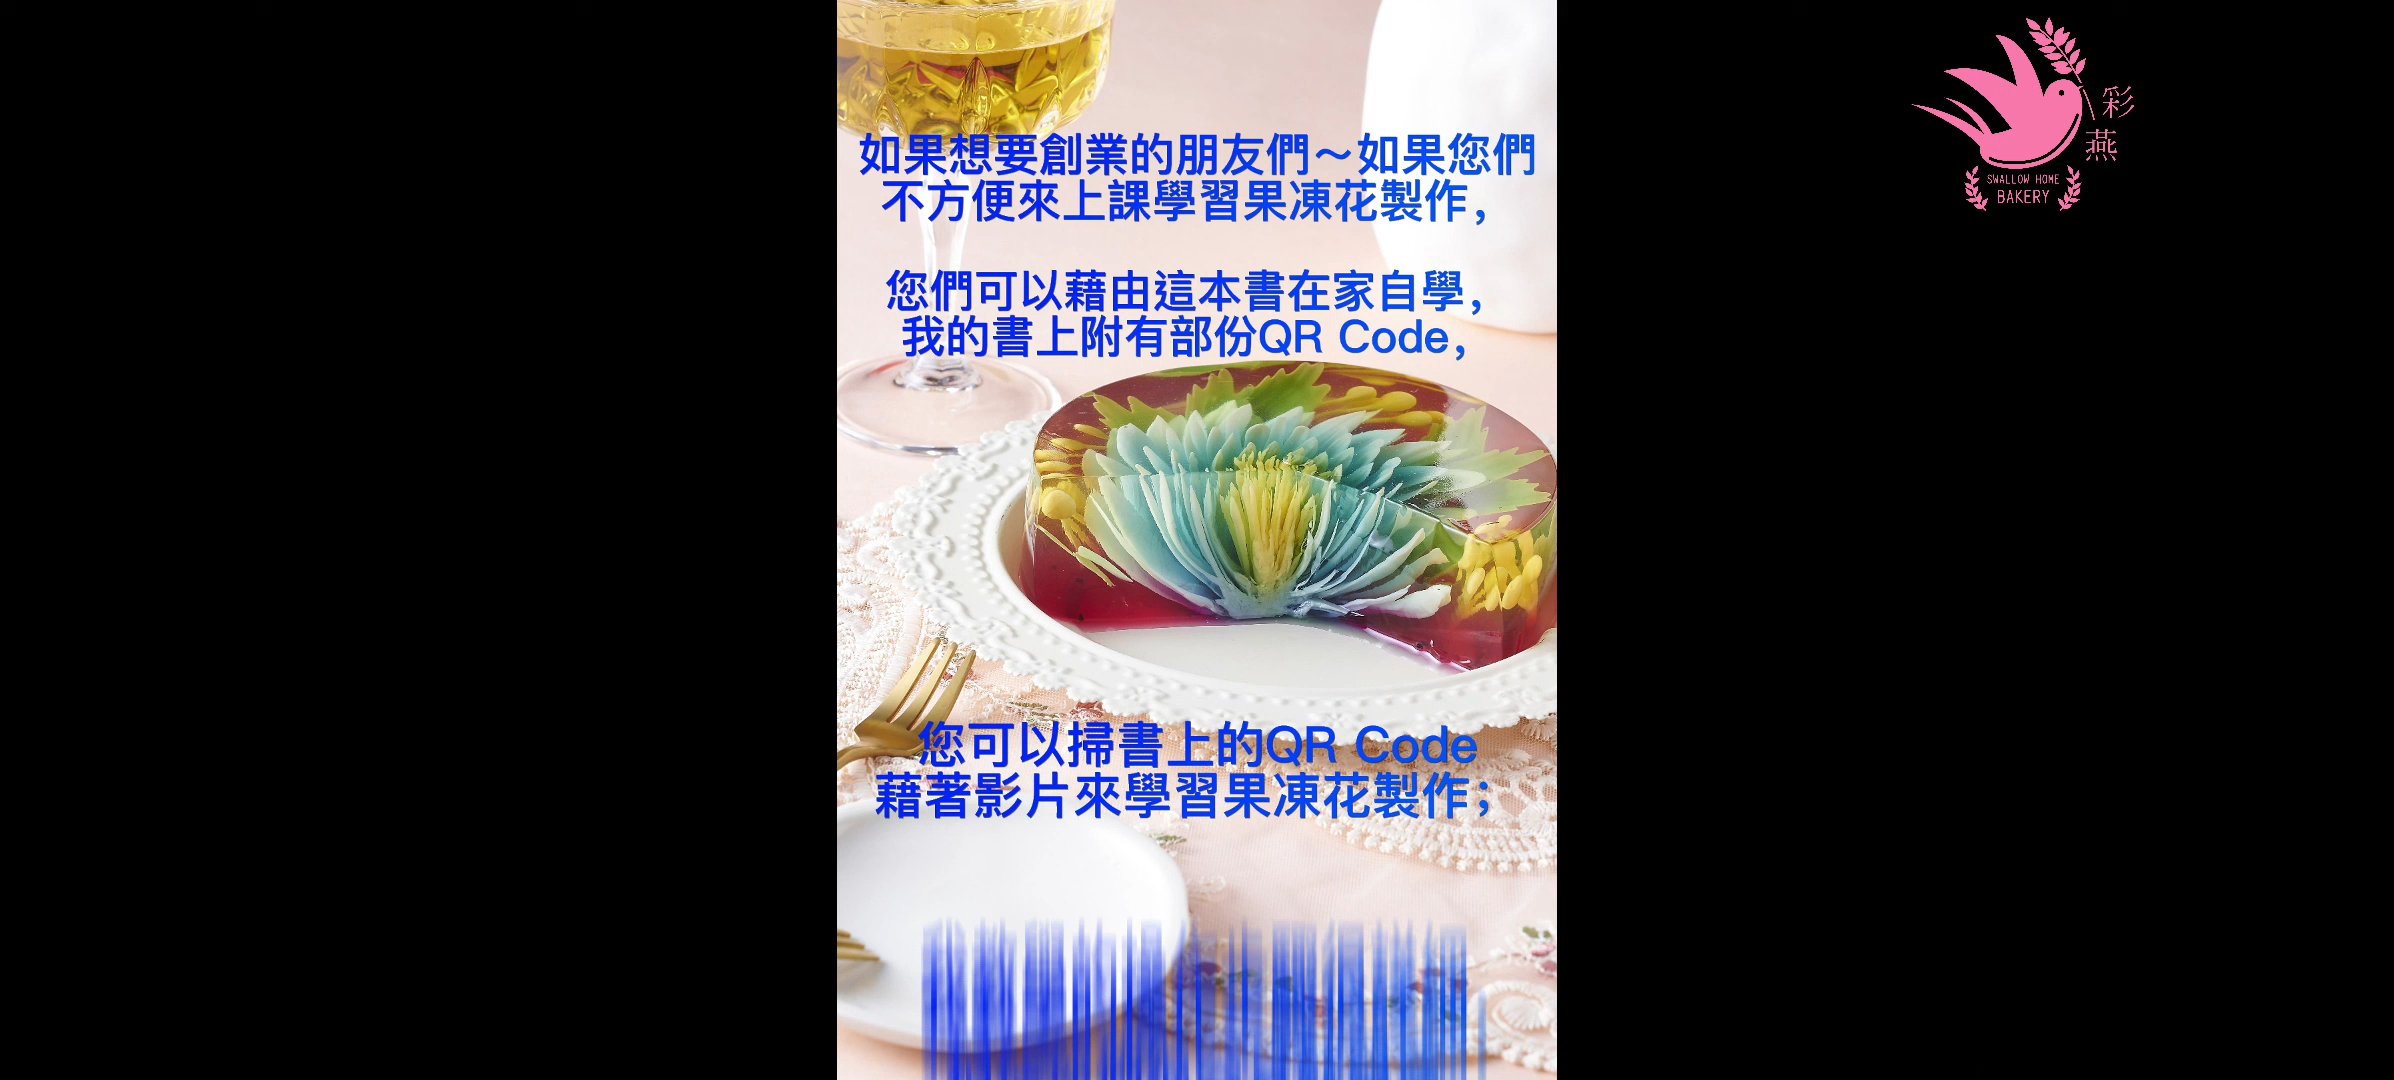 如果想要創業的朋友們～如果您們
不方便來上課學習果凍花製作，
您們可以藉由這本書在家自學，
我的書上附有部份QR Code，
您可以掃書上的QR Code
藉著影片來學習果凍花製作；
彩
燕
SWALLOW HOME
BAKERY